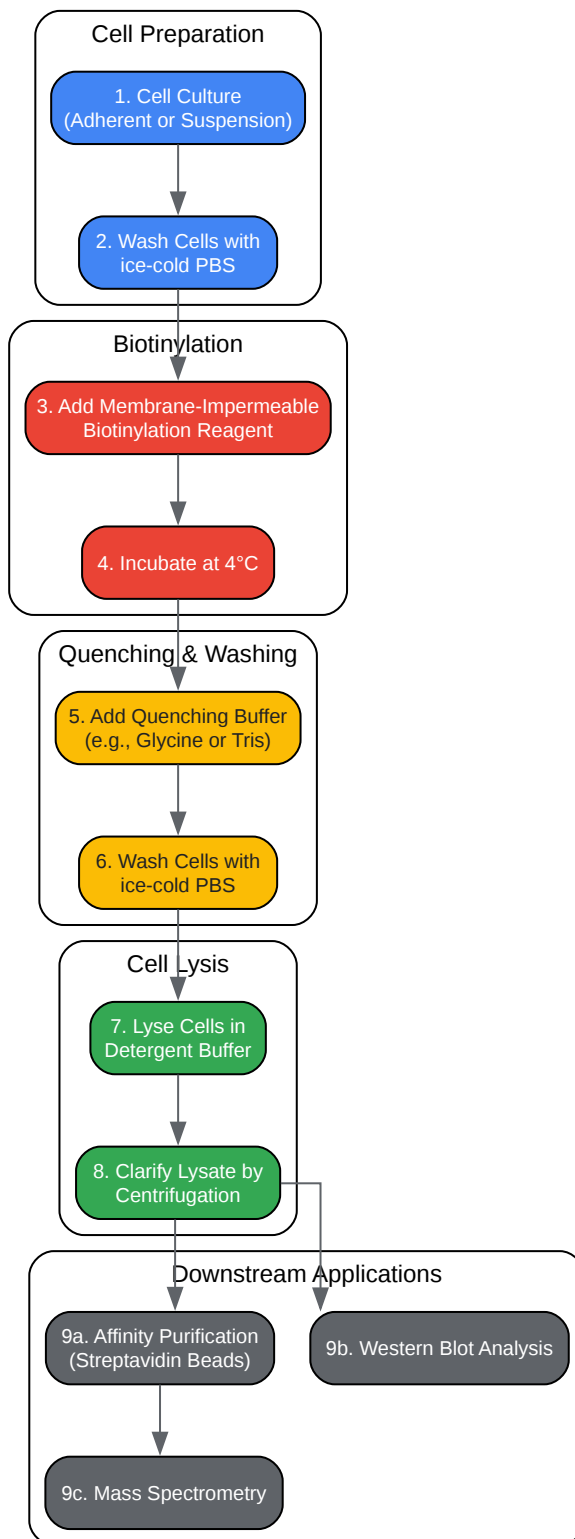 Cell Preparation
1. Cell Culture
(Adherent or Suspension)
2. Wash Cells with
ice-cold PBS
Biotinylation
3. Add Membrane-Impermeable
Biotinylation Reagent
4. Incubate at 4°C
Quenching & Washing
5. Add Quenching Buffer
(e.g., Glycine or Tris)
6. Wash Cells with
ice-cold PBS
Cell Lysis
7. Lyse Cells in
Detergent Buffer
8. Clarify Lysate by
Centrifugation
Downstream Applications
9a. Affinity Purification
(Streptavidin Beads)
9b. Western Blot Analysis
9c. Mass Spectrometry